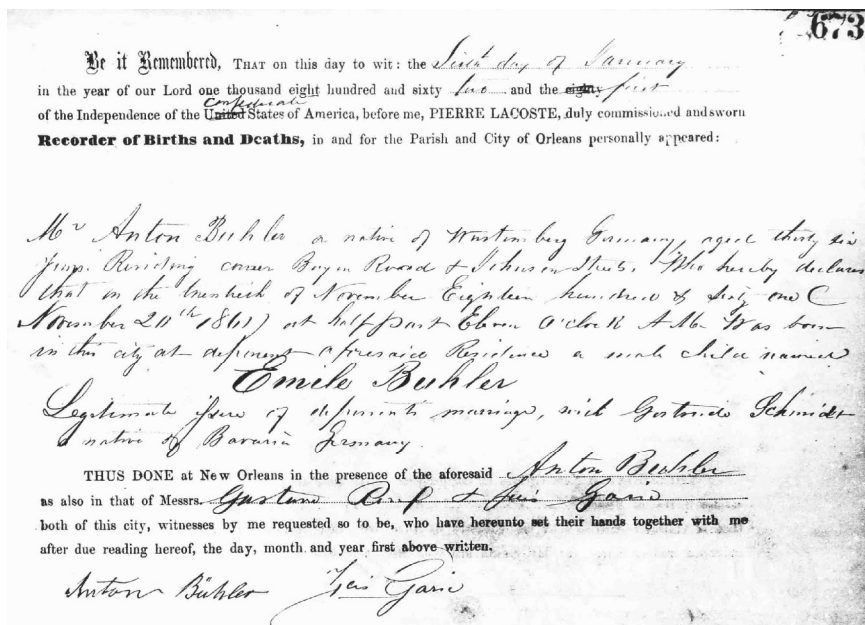 673
Be it Remembered, THAT on this day to wit: the Sixth day of January
in the year of our Lord one thousand eight hundred and sixty two and the eighty first
confederate
of the Independence of the United States of America, before me, PIERRE LACOSTE, duly commissioned and sworn
Recorder of Births and Deaths, in and for the Parish and City of Orleans personally appeared:
Mr Anton Buhler a native of Wurtemberg Germany, aged thirty six
years. Residing corner Bayou Road & Johnson Streets, Who hereby declares
that on the twentieth of November Eighteen hundred & sixty one (
November 20th 1861) at half past Eleven O'clock A.M. Was born
in this city at deponent aforesaid Residence a male child named
Emile Buhler
Legitimate issue of deponents marriage, with Gertrude Schmidt
a native of Bavaria Germany.
THUS DONE at New Orleans in the presence of the aforesaid Anton Buhler
as also in that of Messrs. Gustave & Garic
both of this city, witnesses by me requested so to be, who have hereunto set their hands together with me
after due reading hereof, the day, month and year first above written.
Anton Bühler Garic